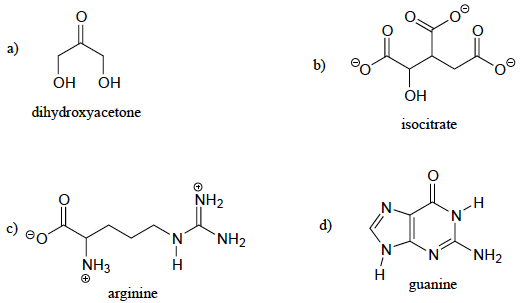 a)
O
OH OH
dihydroxyacetone
b)
O O⊖
O O
⊖O O⊖
OH
isocitrate
c)
O
⊖O
NH3
⊕
N
H
⊕
NH2
NH2
arginine
d)
O
N
N
H
N
H
N
NH2
guanine